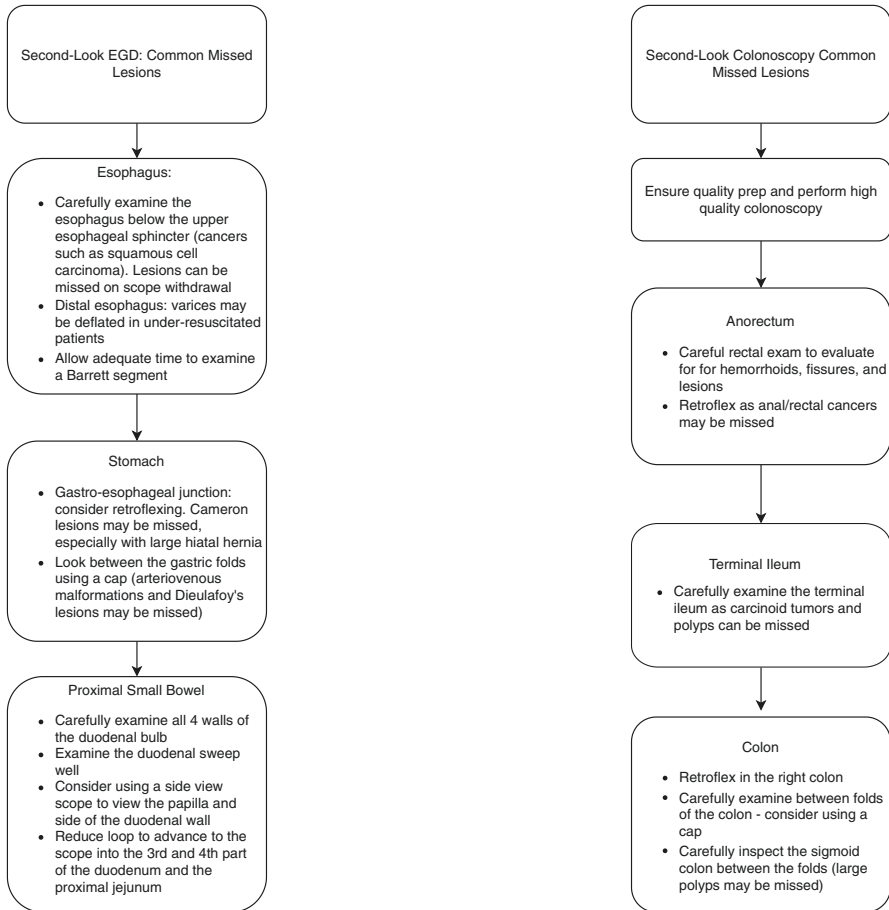 Second-Look EGD: Common Missed
Lesions
Esophagus:
• Carefully examine the
esophagus below the upper
esophageal sphincter (cancers
such as squamous cell
carcinoma). Lesions can be
missed on scope withdrawal
• Distal esophagus: varices may
be deflated in under-resuscitated
patients
• Allow adequate time to examine
a Barrett segment
Stomach
• Gastro-esophageal junction:
consider retroflexing. Cameron
lesions may be missed,
especially with large hiatal hernia
• Look between the gastric folds
using a cap (arteriovenous
malformations and Dieulafoy's
lesions may be missed)
Proximal Small Bowel
• Carefully examine all 4 walls of
the duodenal bulb
• Examine the duodenal sweep
well
• Consider using a side view
scope to view the papilla and
side of the duodenal wall
• Reduce loop to advance to the
scope into the 3rd and 4th part
of the duodenum and the
proximal jejunum
Second-Look Colonoscopy Common
Missed Lesions
Ensure quality prep and perform high
quality colonoscopy
Anorectum
• Careful rectal exam to evaluate
for for hemorrhoids, fissures, and
lesions
• Retroflex as anal/rectal cancers
may be missed
Terminal Ileum
• Carefully examine the terminal
ileum as carcinoid tumors and
polyps can be missed
Colon
• Retroflex in the right colon
• Carefully examine between folds
of the colon - consider using a
cap
• Carefully inspect the sigmoid
colon between the folds (large
polyps may be missed)